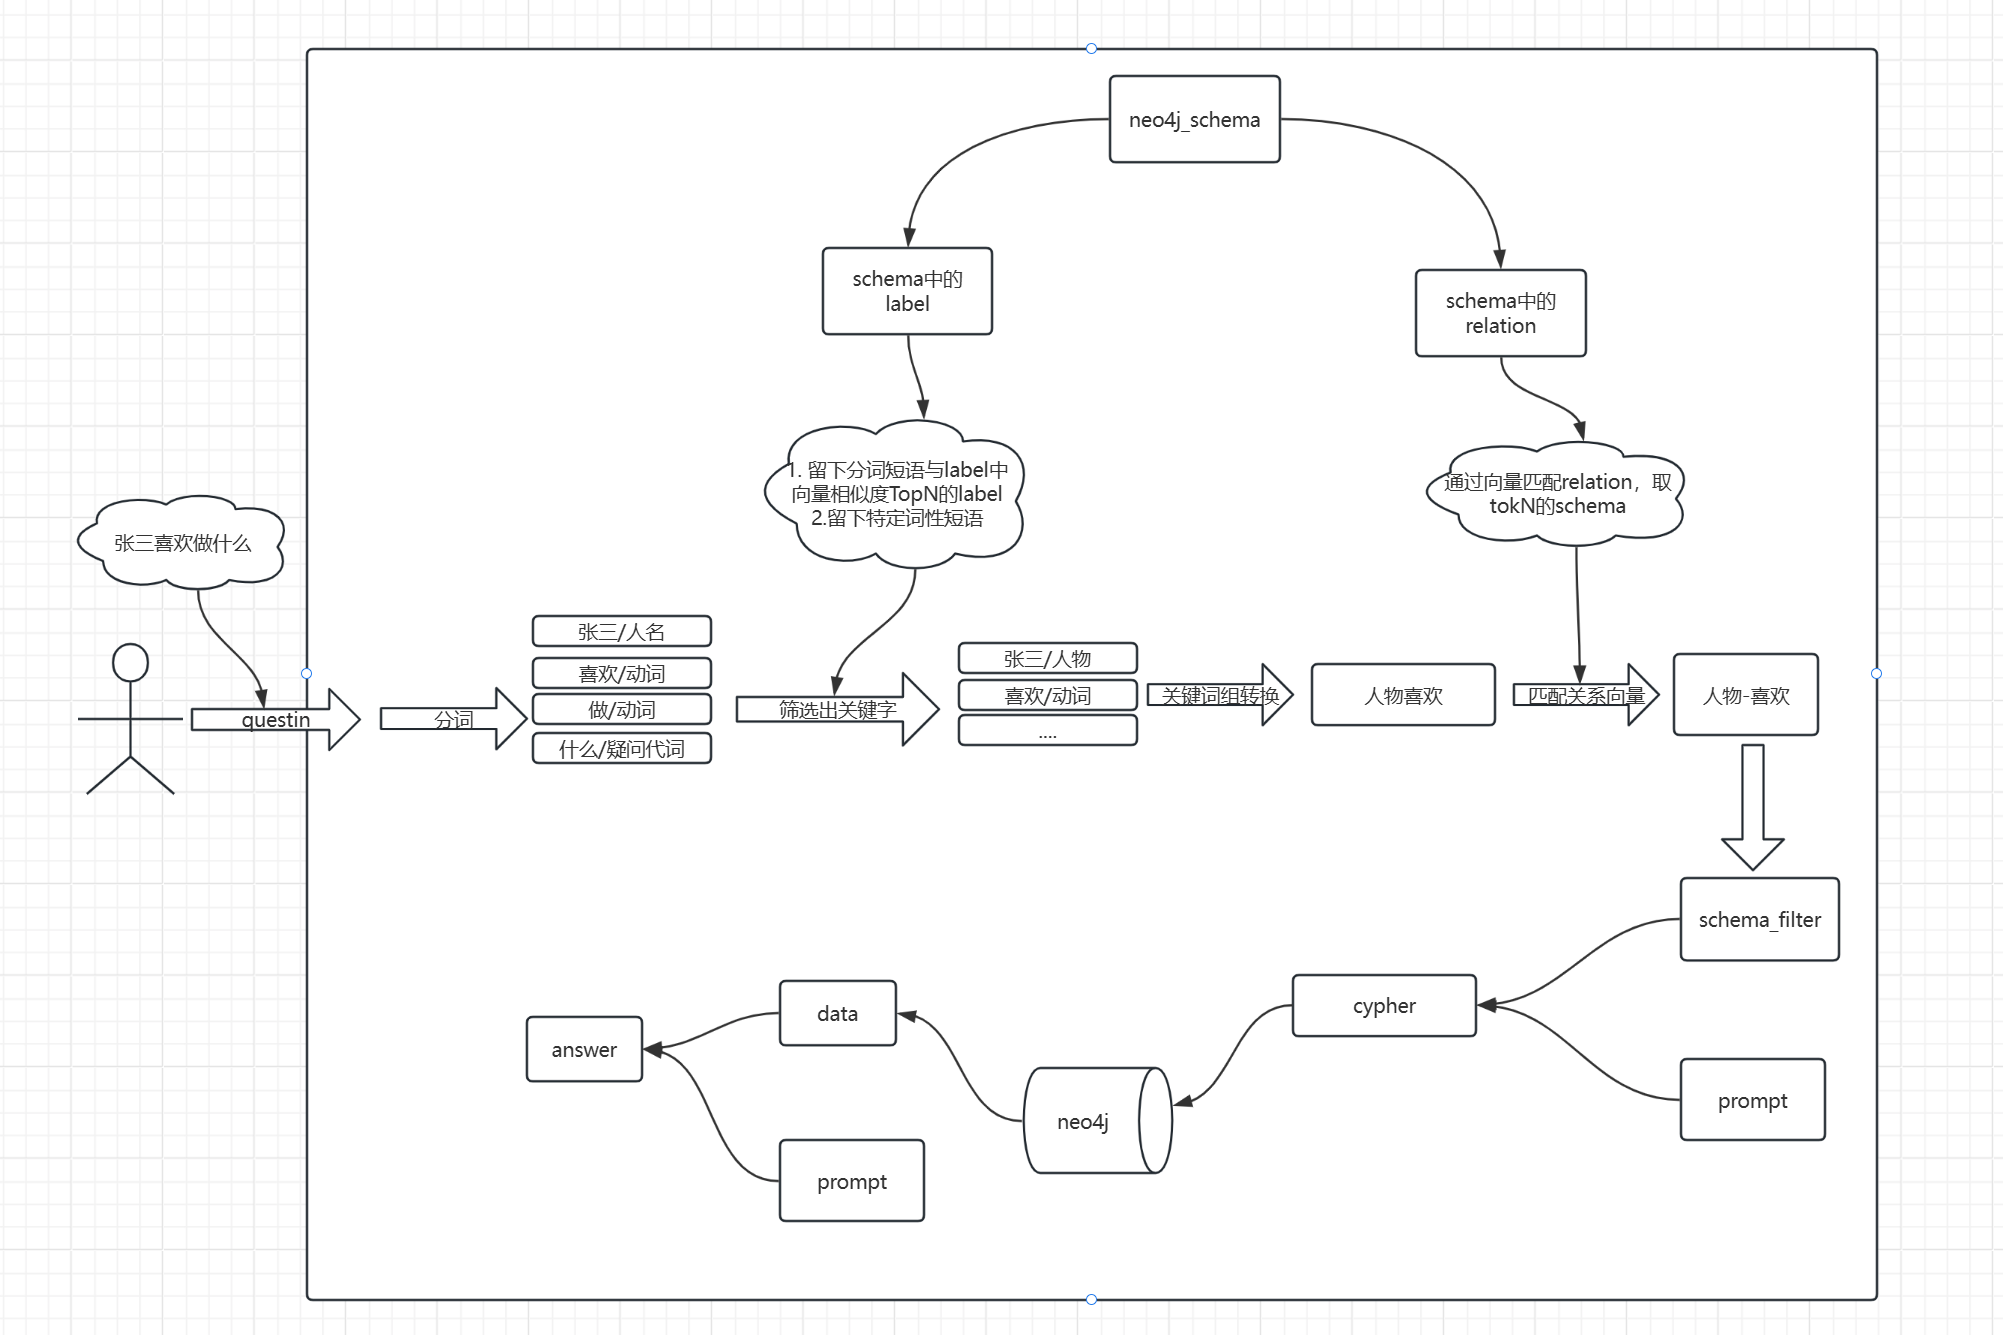 neo4j_schema
schema中的
label
schema中的
relation
1. 留下分词短语与label中
向量相似度TopN的label
2.留下特定词性短语
通过向量匹配relation，取
tokN的schema
张三喜欢做什么
questin
分词
张三/人名
喜欢/动词
做/动词
什么/疑问代词
筛选出关键字
张三/人物
喜欢/动词
....
关键词组转换
人物喜欢
匹配关系向量
人物-喜欢
schema_filter
cypher
prompt
neo4j
data
answer
prompt